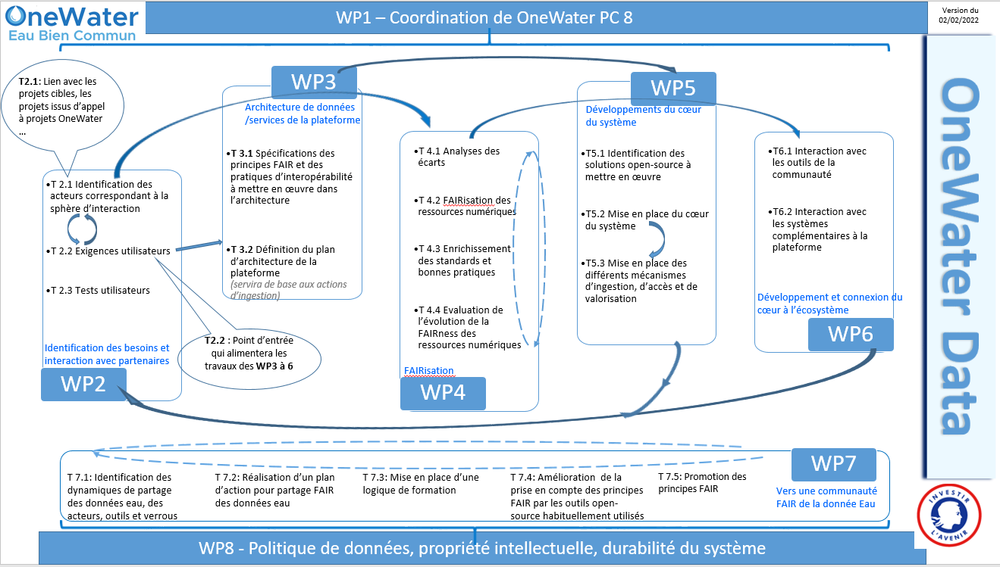 OneWater
Eau Bien Commun
WP1 – Coordination de OneWater PC 8
Version du
02/02/2022
T2.1: Lien avec les
projets cibles, les
projets issus d'appel
à projets OneWater
...
•T 2.1 Identification des
acteurs correspondant à la
sphère d'interaction
•T 2.2 Exigences utilisateurs
•T 2.3 Tests utilisateurs
Identification des besoins et
interaction avec partenaires
WP2
T2.2 : Point d'entrée
qui alimentera les
travaux des WP3 à 6
WP3
Architecture de données
/services de la plateforme
•T 3.1 Spécifications des
principes FAIR et des
pratiques d'interopérabilité
à mettre en œuvre dans
l'architecture
•T 3.2 Définition du plan
d'architecture de la
plateforme
(servira de base aux actions
d'ingestion)
•T 4.1 Analyses des
écarts
•T 4.2 FAIRisation des
ressources numériques
•T 4.3 Enrichissement
des standards et
bonnes pratiques
•T 4.4 Evaluation de
l'évolution de la
FAIRness des
ressources numériques
FAIRisation
WP4
WP5
Développements du cœur
du système
•T5.1 Identification des
solutions open-source à
mettre en œuvre
•T5.2 Mise en place du cœur
du système
•T5.3 Mise en place des
différents mécanismes
d'ingestion, d'accès et de
valorisation
•T6.1 Interaction avec
les outils de la
communauté
•T6.2 Interaction avec
les systèmes
complémentaires à la
plateforme
Développement et connexion du
cœur à l'écosystème
WP6
OneWater Data
T 7.1: Identification des
dynamiques de partage
des données eau, des
acteurs, outils et verrous
T 7.2: Réalisation d'un plan
d'action pour partage FAIR
des données eau
T 7.3: Mise en place d'une
logique de formation
T 7.4: Amélioration de la
prise en compte des principes
FAIR par les outils open-
source habituellement utilisés
T 7.5: Promotion des
principes FAIR
WP7
Vers une communauté
FAIR de la donnée Eau
WP8 - Politique de données, propriété intellectuelle, durabilité du système
INVESTIR
L'AVENIR